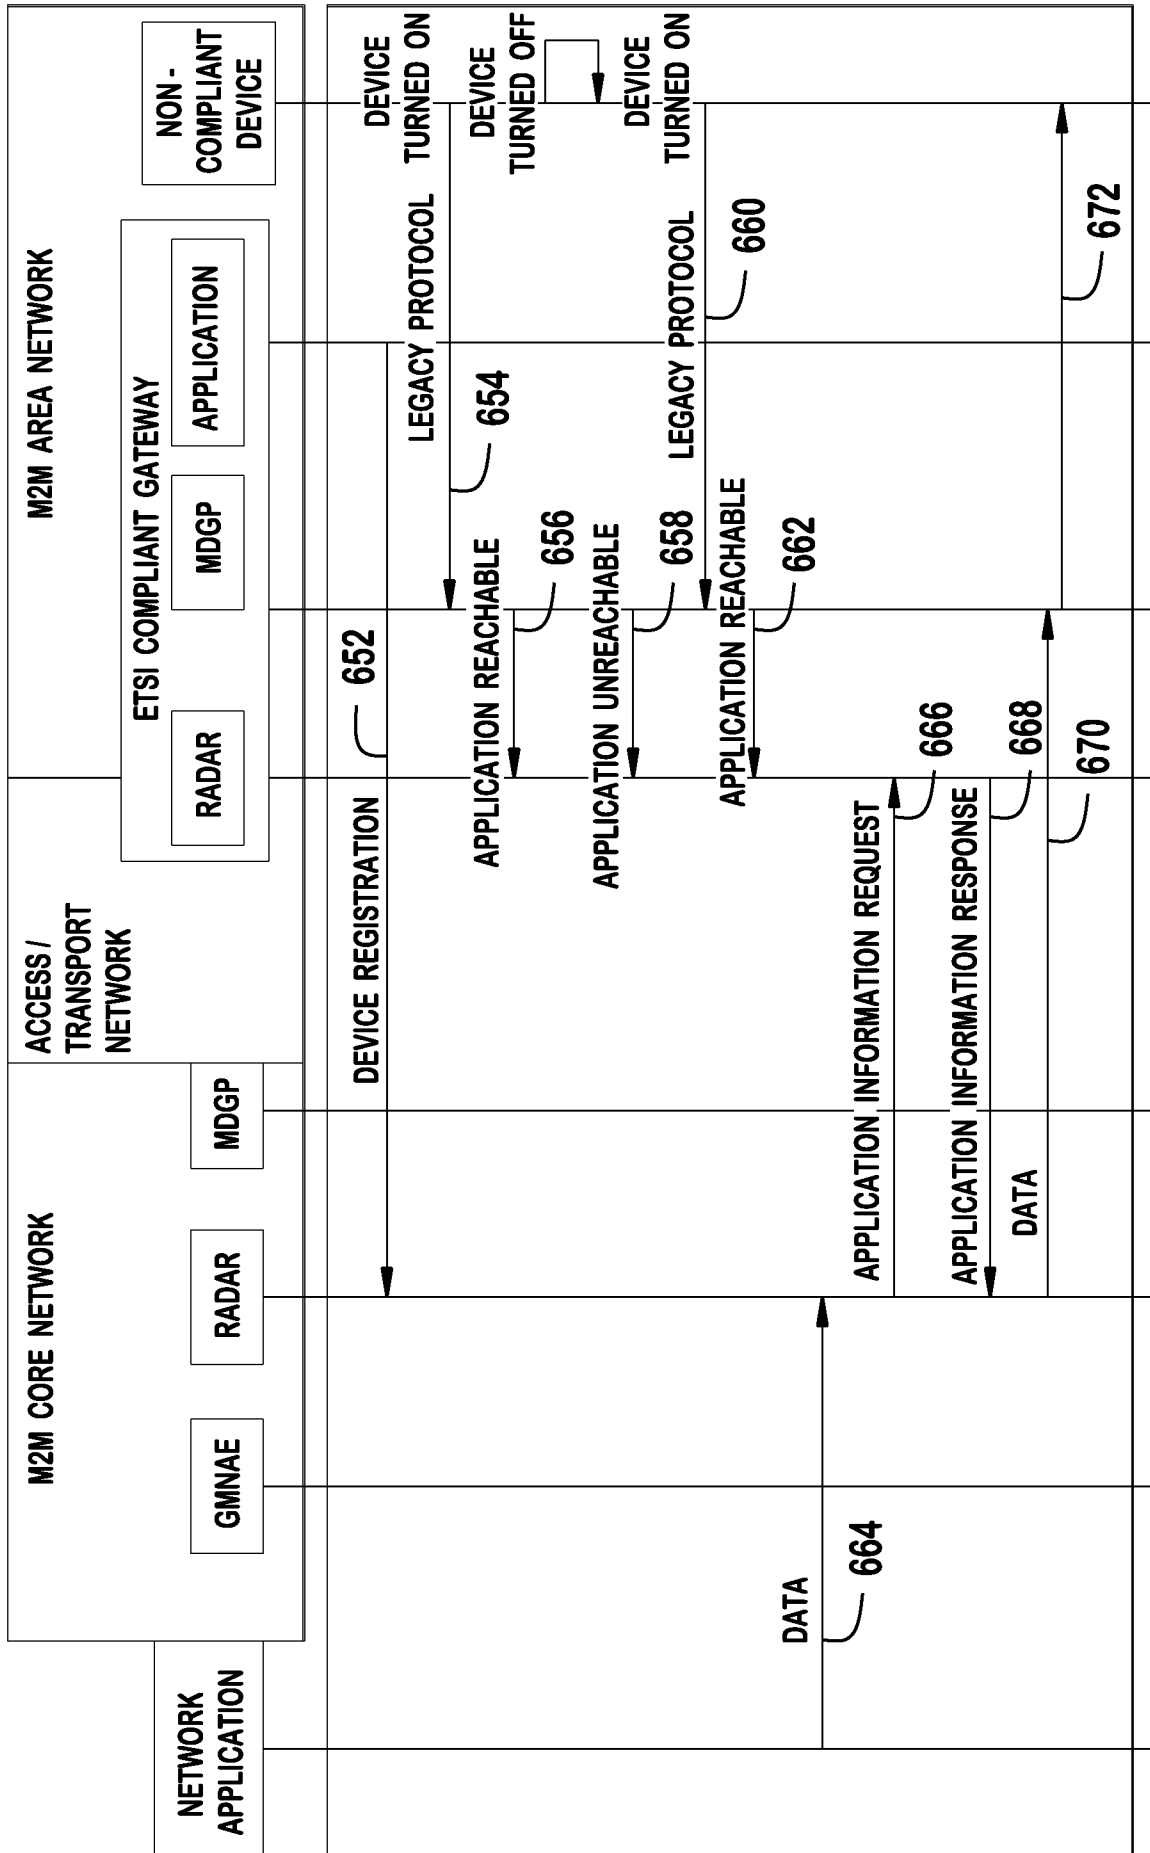 M2M CORE NETWORK
ACCESS /
TRANSPORT
NETWORK
M2M AREA NETWORK
ETSI COMPLIANT GATEWAY
NETWORK
APPLICATION
GMNAE
RADAR
MDGP
RADAR
MDGP
APPLICATION
NON -
COMPLIANT
DEVICE
DEVICE REGISTRATION
652
DEVICE
TURNED ON
LEGACY PROTOCOL
654
APPLICATION REACHABLE
656
DEVICE
TURNED OFF
APPLICATION UNREACHABLE
658
DEVICE
TURNED ON
LEGACY PROTOCOL
660
APPLICATION REACHABLE
662
DATA
664
APPLICATION INFORMATION REQUEST
666
APPLICATION INFORMATION RESPONSE
668
DATA
670
672